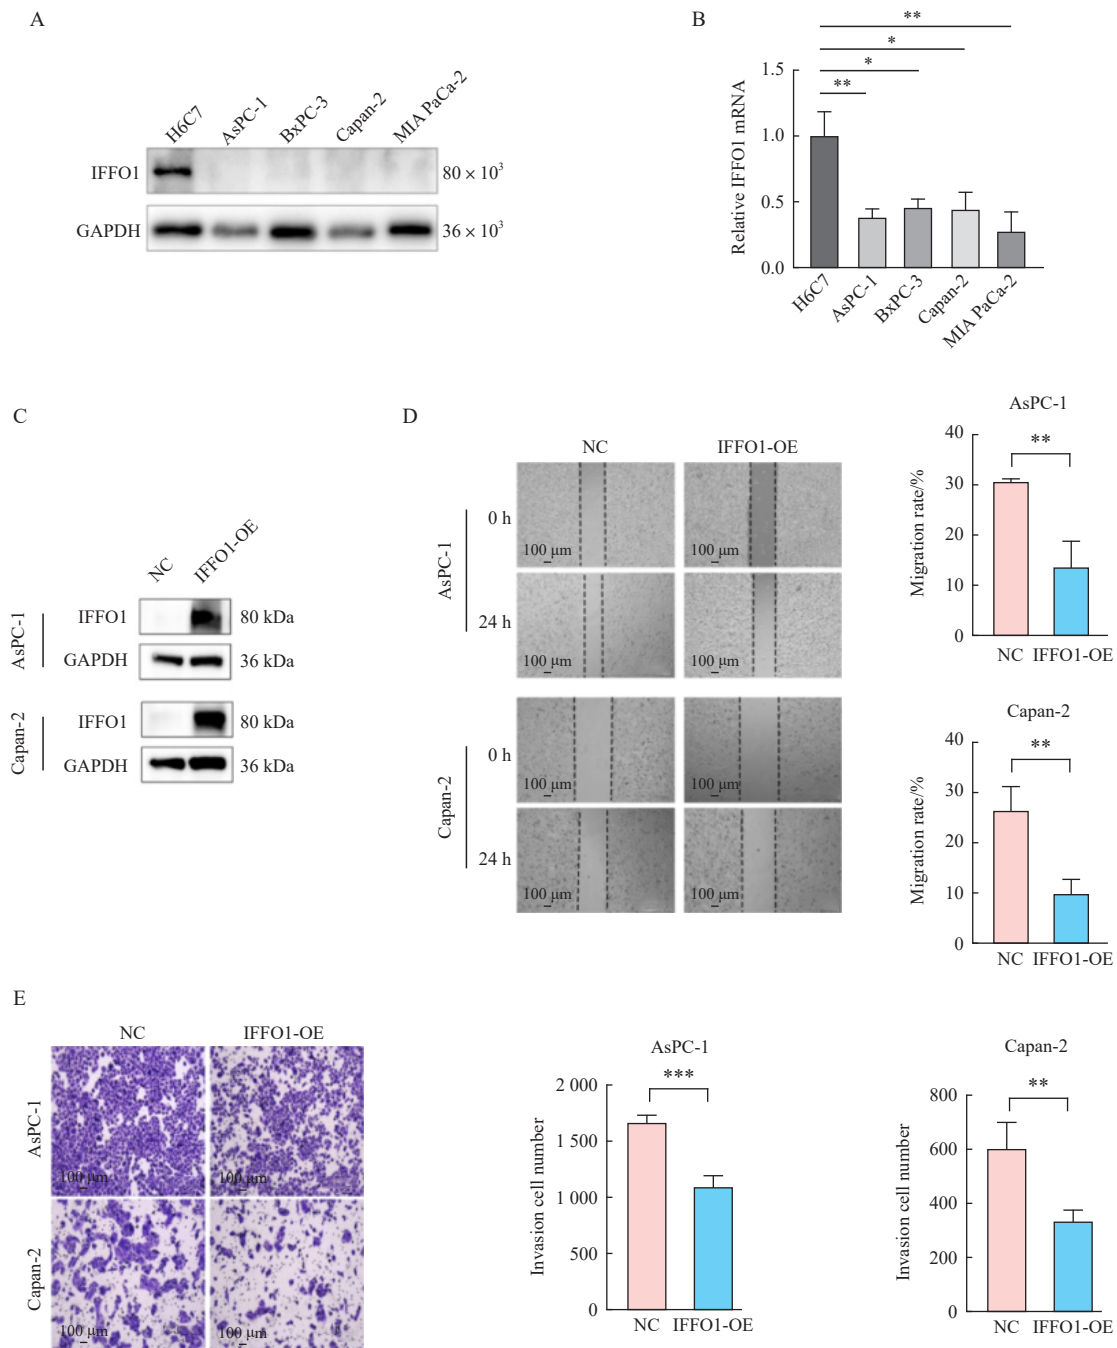 A
H6C7
AsPC-1
BxPC-3
Capan-2
MIA PaCa-2
IFFO1
80 × 10³
GAPDH
36 × 10³
B
**
*
*
**
Relative IFFO1 mRNA
1.5
1.0
0.5
0.0
H6C7
AsPC-1
BxPC-3
Capan-2
MIA PaCa-2
C
NC
IFFO1-OE
AsPC-1
IFFO1
80 kDa
GAPDH
36 kDa
Capan-2
IFFO1
80 kDa
GAPDH
36 kDa
D
NC
IFFO1-OE
AsPC-1
0 h
100 μm
100 μm
24 h
100 μm
100 μm
Capan-2
0 h
100 μm
100 μm
24 h
100 μm
100 μm
AsPC-1
**
Migration rate/%
40
30
20
10
0
NC
IFFO1-OE
Capan-2
**
Migration rate/%
40
30
20
10
0
NC
IFFO1-OE
E
NC
IFFO1-OE
AsPC-1
100 μm
100 μm
Capan-2
100 μm
100 μm
AsPC-1
***
Invasion cell number
2 000
1 500
1 000
500
0
NC
IFFO1-OE
Capan-2
**
Invasion cell number
800
600
400
200
0
NC
IFFO1-OE